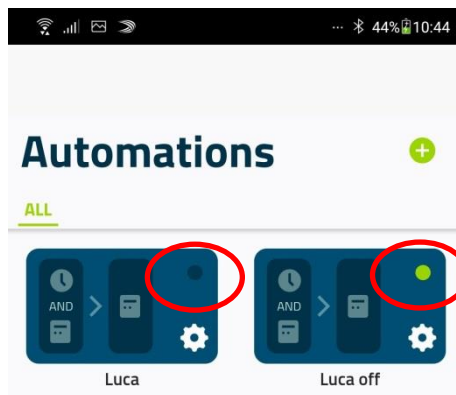 44% 10:44
Automations
ALL
AND
AND
Luca
Luca off